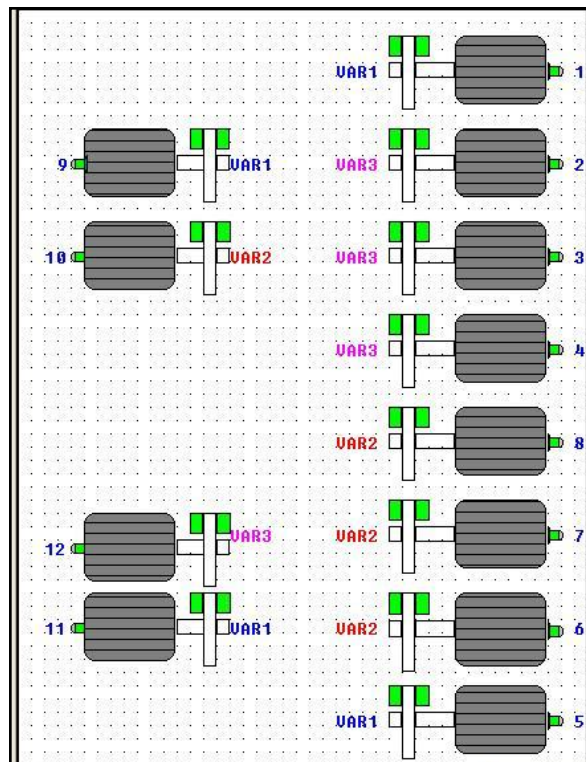 VAR1 1
9 VAR1 VAR3 2
10 VAR2 VAR3 3
VAR3 4
VAR2 8
12 VAR3 VAR2 7
11 VAR1 VAR2 6
VAR1 5